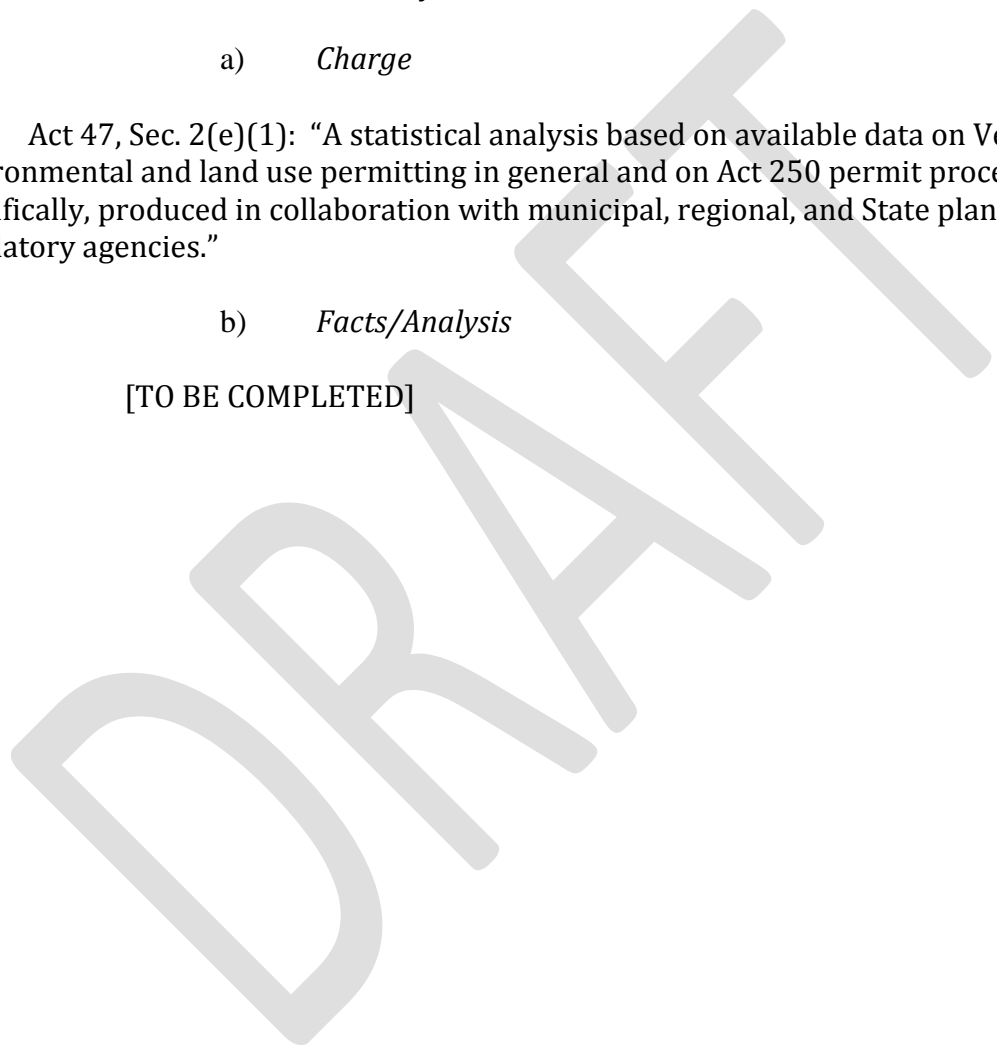 a) Charge
Act 47, Sec. 2(e)(1): “A statistical analysis based on available data on Ve
ronmental and land use permitting in general and on Act 250 permit proce
ifically, produced in collaboration with municipal, regional, and State plan
latory agencies.”
b) Facts/Analysis
[TO BE COMPLETED]
DRAFT